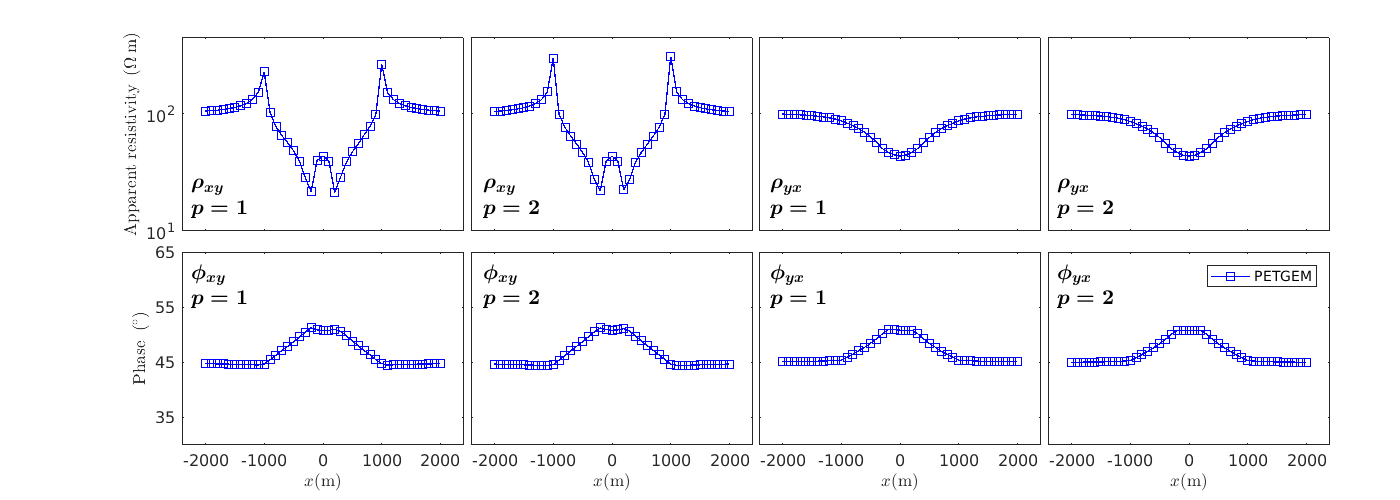 Apparent resistivity (Ω m)
10²
10¹
ρxy
p = 1
ρxy
p = 2
ρyx
p = 1
ρyx
p = 2
Phase (°)
65
55
45
35
ϕxy
p = 1
ϕxy
p = 2
ϕyx
p = 1
ϕyx
p = 2
PETGEM
-2000 -1000 0 1000 2000
-2000 -1000 0 1000 2000
-2000 -1000 0 1000 2000
-2000 -1000 0 1000 2000
x(m)
x(m)
x(m)
x(m)